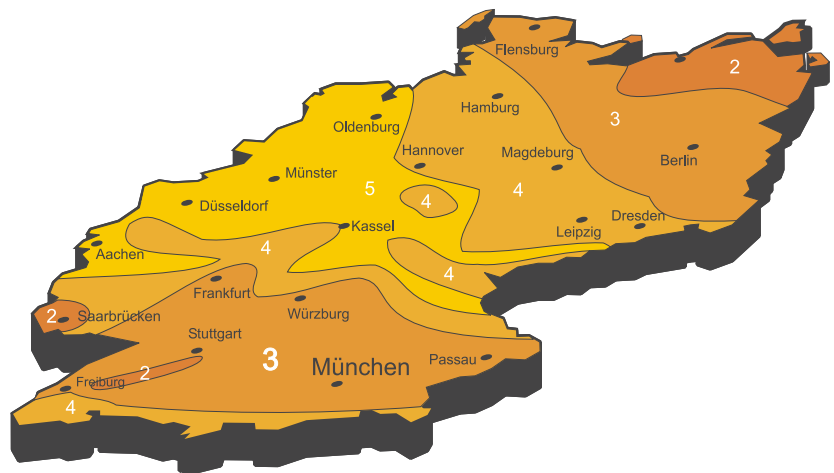 Flensburg
2
Hamburg
3
Oldenburg
Hannover
Magdeburg
Berlin
Münster
5
4
4
Düsseldorf
Kassel
Leipzig
Dresden
Aachen
4
4
Frankfurt
Würzburg
2
Saarbrücken
Stuttgart
3
Passau
2
München
Freiburg
4